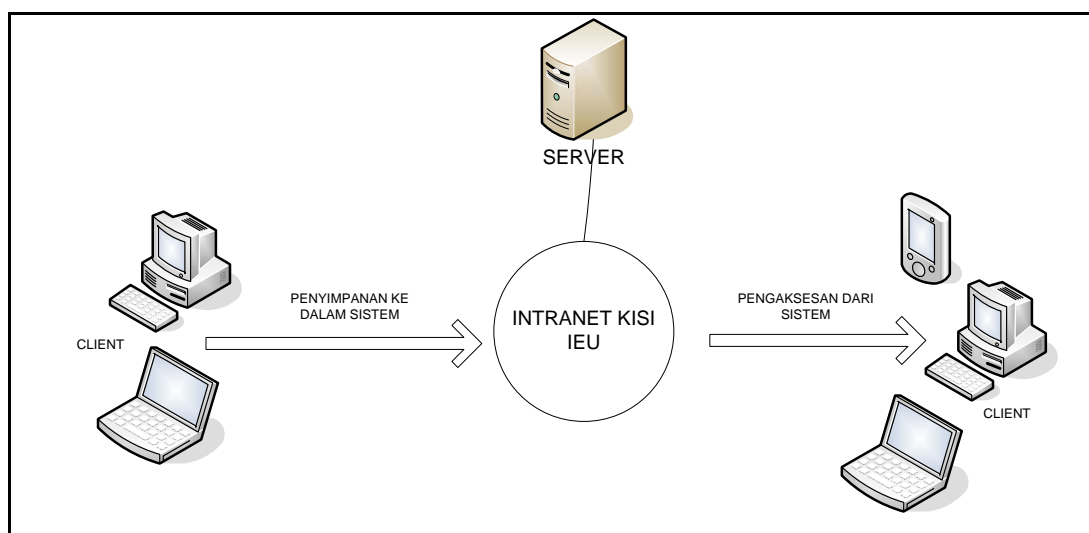 SERVER
PENYIMPANAN KE
DALAM SISTEM
CLIENT
INTRANET KISI
IEU
PENGAKSESAN DARI
SISTEM
CLIENT